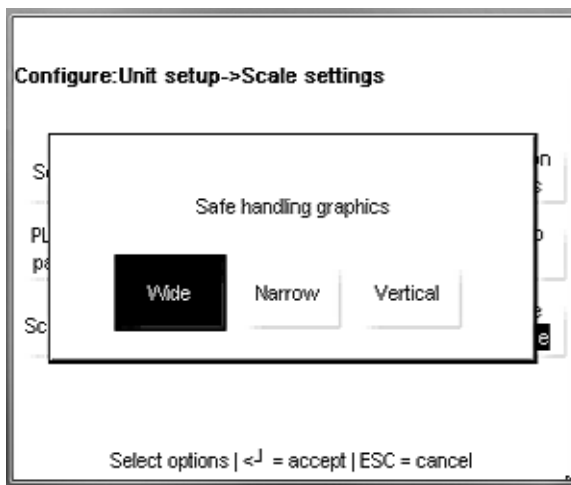 Configure:Unit setup->Scale settings
Safe handling graphics
Wide Narrow Vertical
Select options | <┘ = accept | ESC = cancel